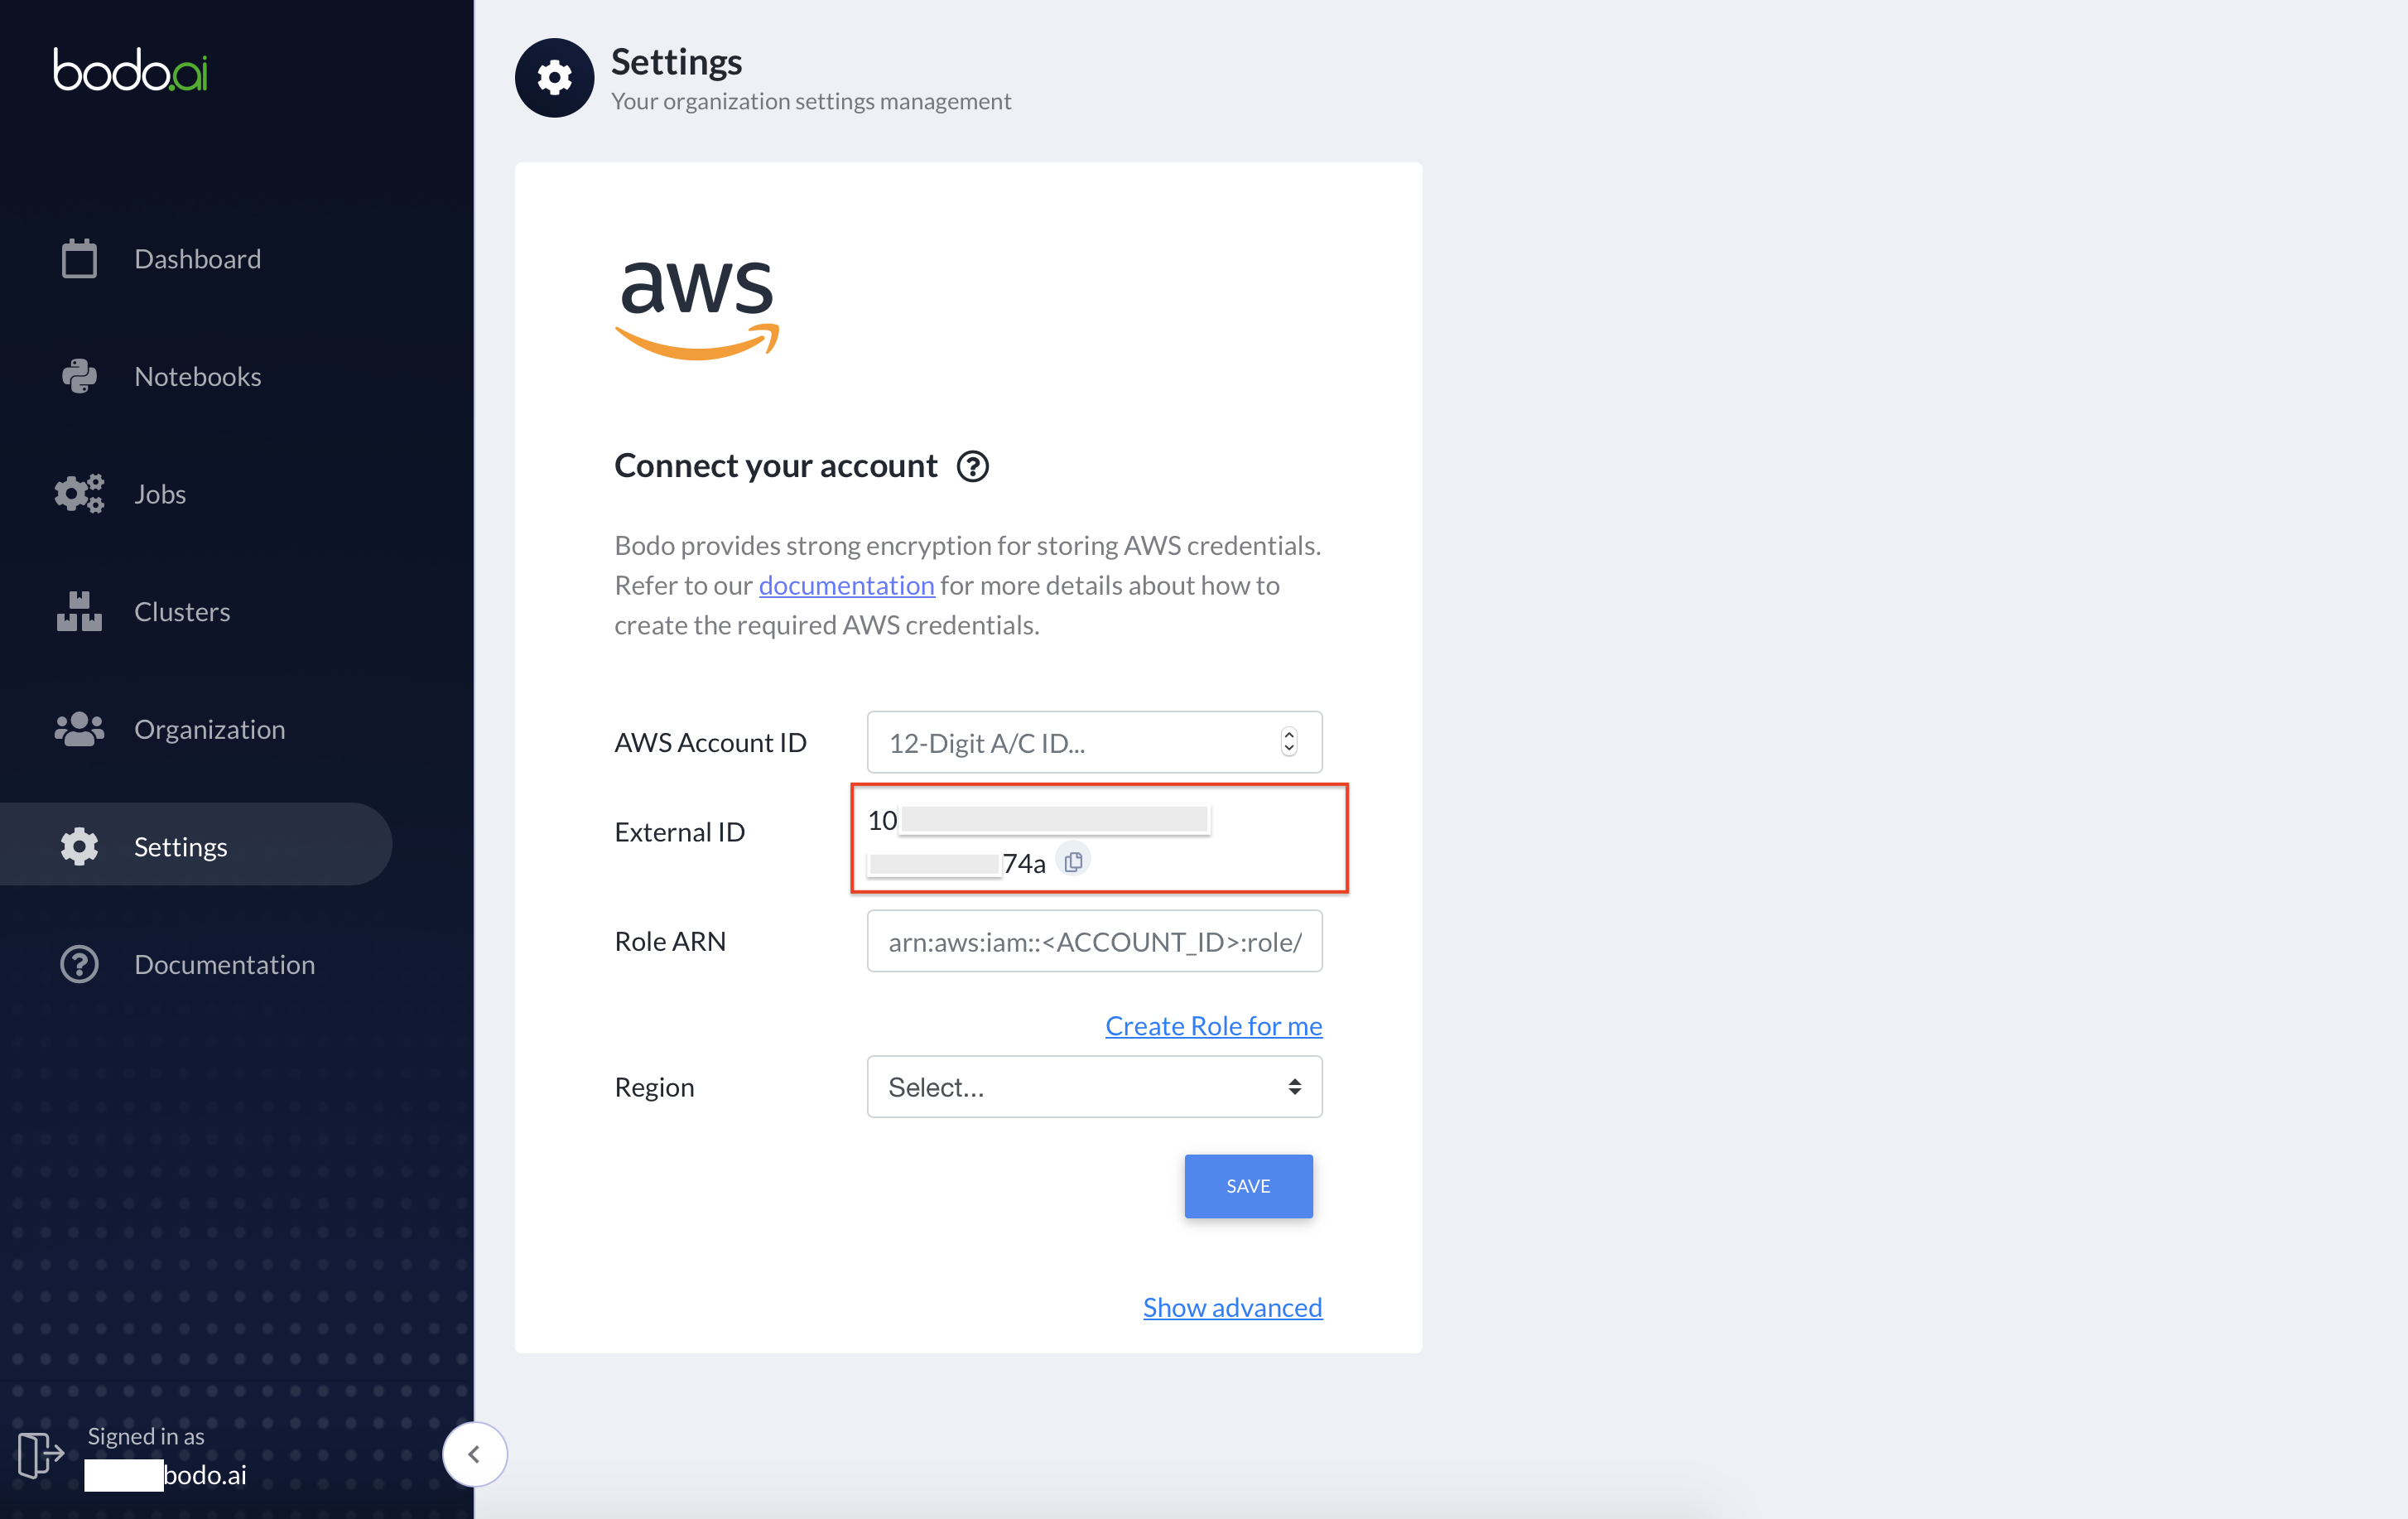 bodo.ai
Dashboard
Notebooks
Jobs
Clusters
Organization
Settings
Documentation
Signed in as
bodo.ai
Settings
Your organization settings management
aws
Connect your account
Bodo provides strong encryption for storing AWS credentials.
Refer to our documentation for more details about how to
create the required AWS credentials.
AWS Account ID
12-Digit A/C ID...
External ID
10
74a
Role ARN
arn:aws:iam::<ACCOUNT_ID>:role/
Create Role for me
Region
Select...
SAVE
Show advanced